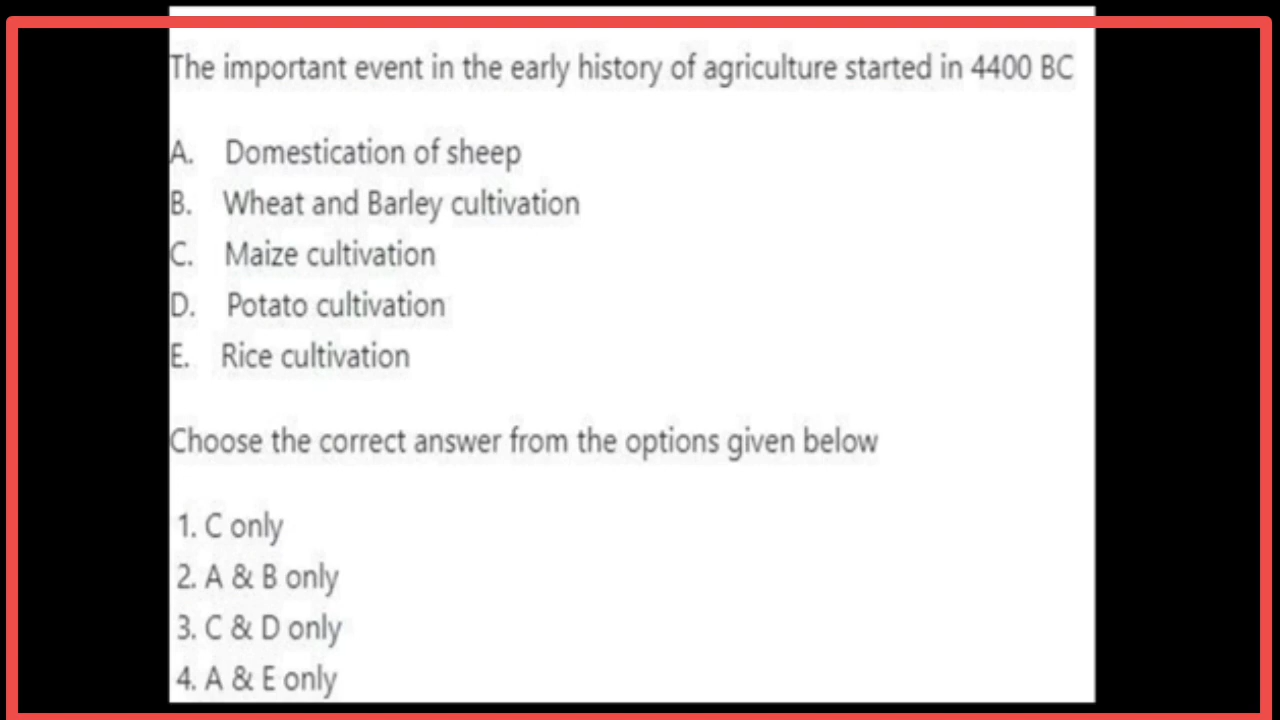 The important event in the early history of agriculture started in 4400 BC
A. Domestication of sheep
B. Wheat and Barley cultivation
C. Maize cultivation
D. Potato cultivation
E. Rice cultivation
Choose the correct answer from the options given below
1. C only
2. A & B only
3. C & D only
4. A & E only